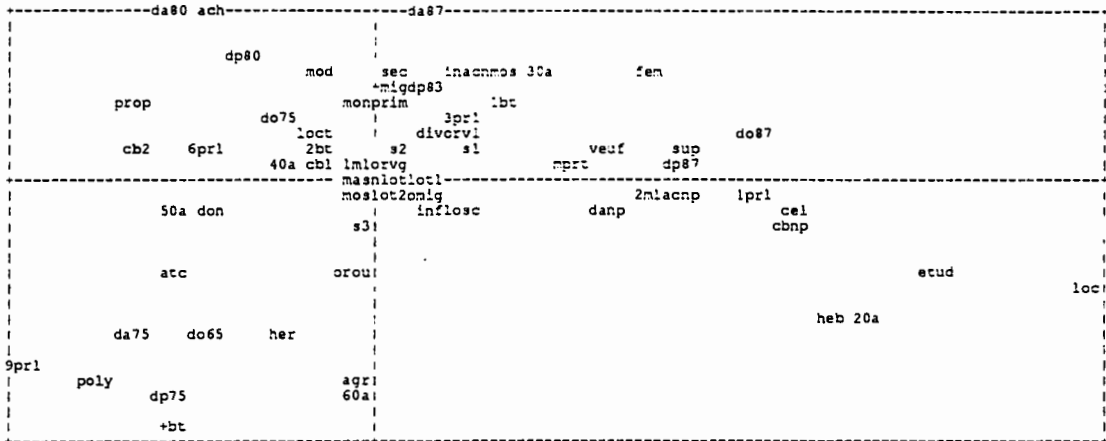 da80 ach da87
dp80
mod sec inacnmos 30a fem
+migdp83
prop monprim 1bt
do75 3prl
loct divorvl do87
cb2 6prl 2bt s2 s1 veuf sup
40a cbl lmlorvg mprt dp87
masnlotlotl
moslot2omig 2mlacnp lprl
50a don inflosc danp cel
s3 cbnp
atc orou etud
loc
heb 20a
da75 do65 her
9prl
poly agr
dp75 60a
+bt